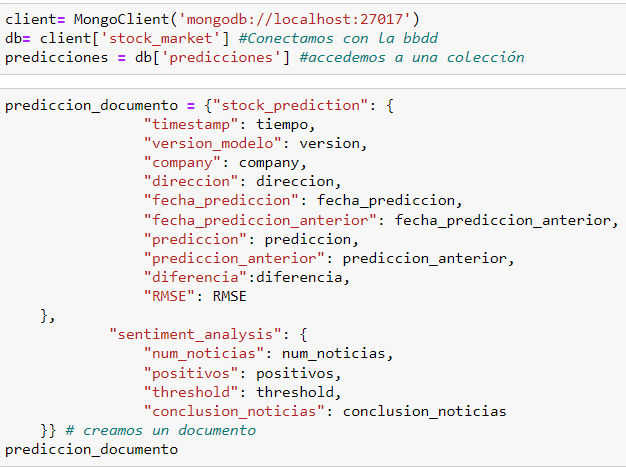 client= MongoClient('mongodb://localhost:27017')
db= client['stock_market'] #Conectamos con la bbdd
predicciones = db['predicciones'] #accedemos a una colección
prediccion_documento = {"stock_prediction": {
"timestamp": tiempo,
"version_modelo": version,
"company": company,
"direccion": direccion,
"fecha_prediccion": fecha_prediccion,
"fecha_prediccion_anterior": fecha_prediccion_anterior,
"prediccion": prediccion,
"prediccion_anterior": prediccion_anterior,
"diferencia":diferencia,
"RMSE": RMSE
},
"sentiment_analysis": {
"num_noticias": num_noticias,
"positivos": positivos,
"threshold": threshold,
"conclusion_noticias": conclusion_noticias
}} # creamos un documento
prediccion_documento